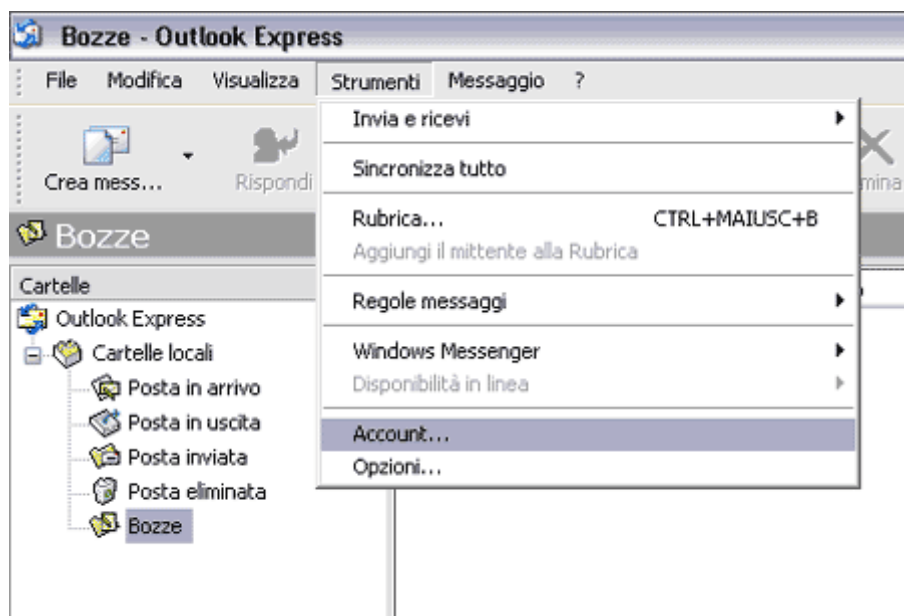 Bozze - Outlook Express
File Modifica Visualizza Strumenti Messaggio ?
Crea mess... Rispondi
Invia e ricevi
Sincronizza tutto
Rubrica... CTRL+MAIUSC+B
Aggiungi il mittente alla Rubrica
Regole messaggi
Windows Messenger
Disponibilità in linea
Account...
Opzioni...
mina
Bozze
Cartelle
Outlook Express
Cartelle locali
Posta in arrivo
Posta in uscita
Posta inviata
Posta eliminata
Bozze